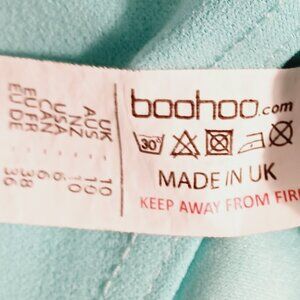 boohoo.com
30°
MADE IN UK
KEEP AWAY FROM FIR
UK 10
AUS 10
NZ 10
USA 6
CAN 6
EU FR 38
EU DE 36